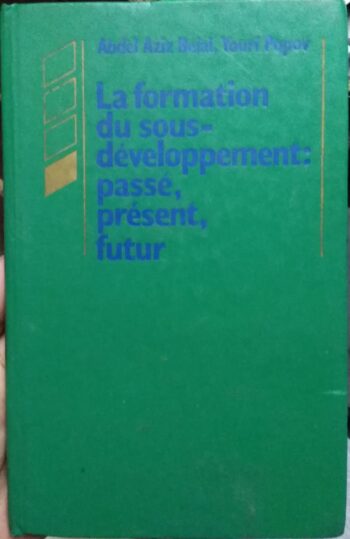 Abdel Aziz Belal, Youri Popov
La formation
du sous-
développement:
passé,
présent,
futur